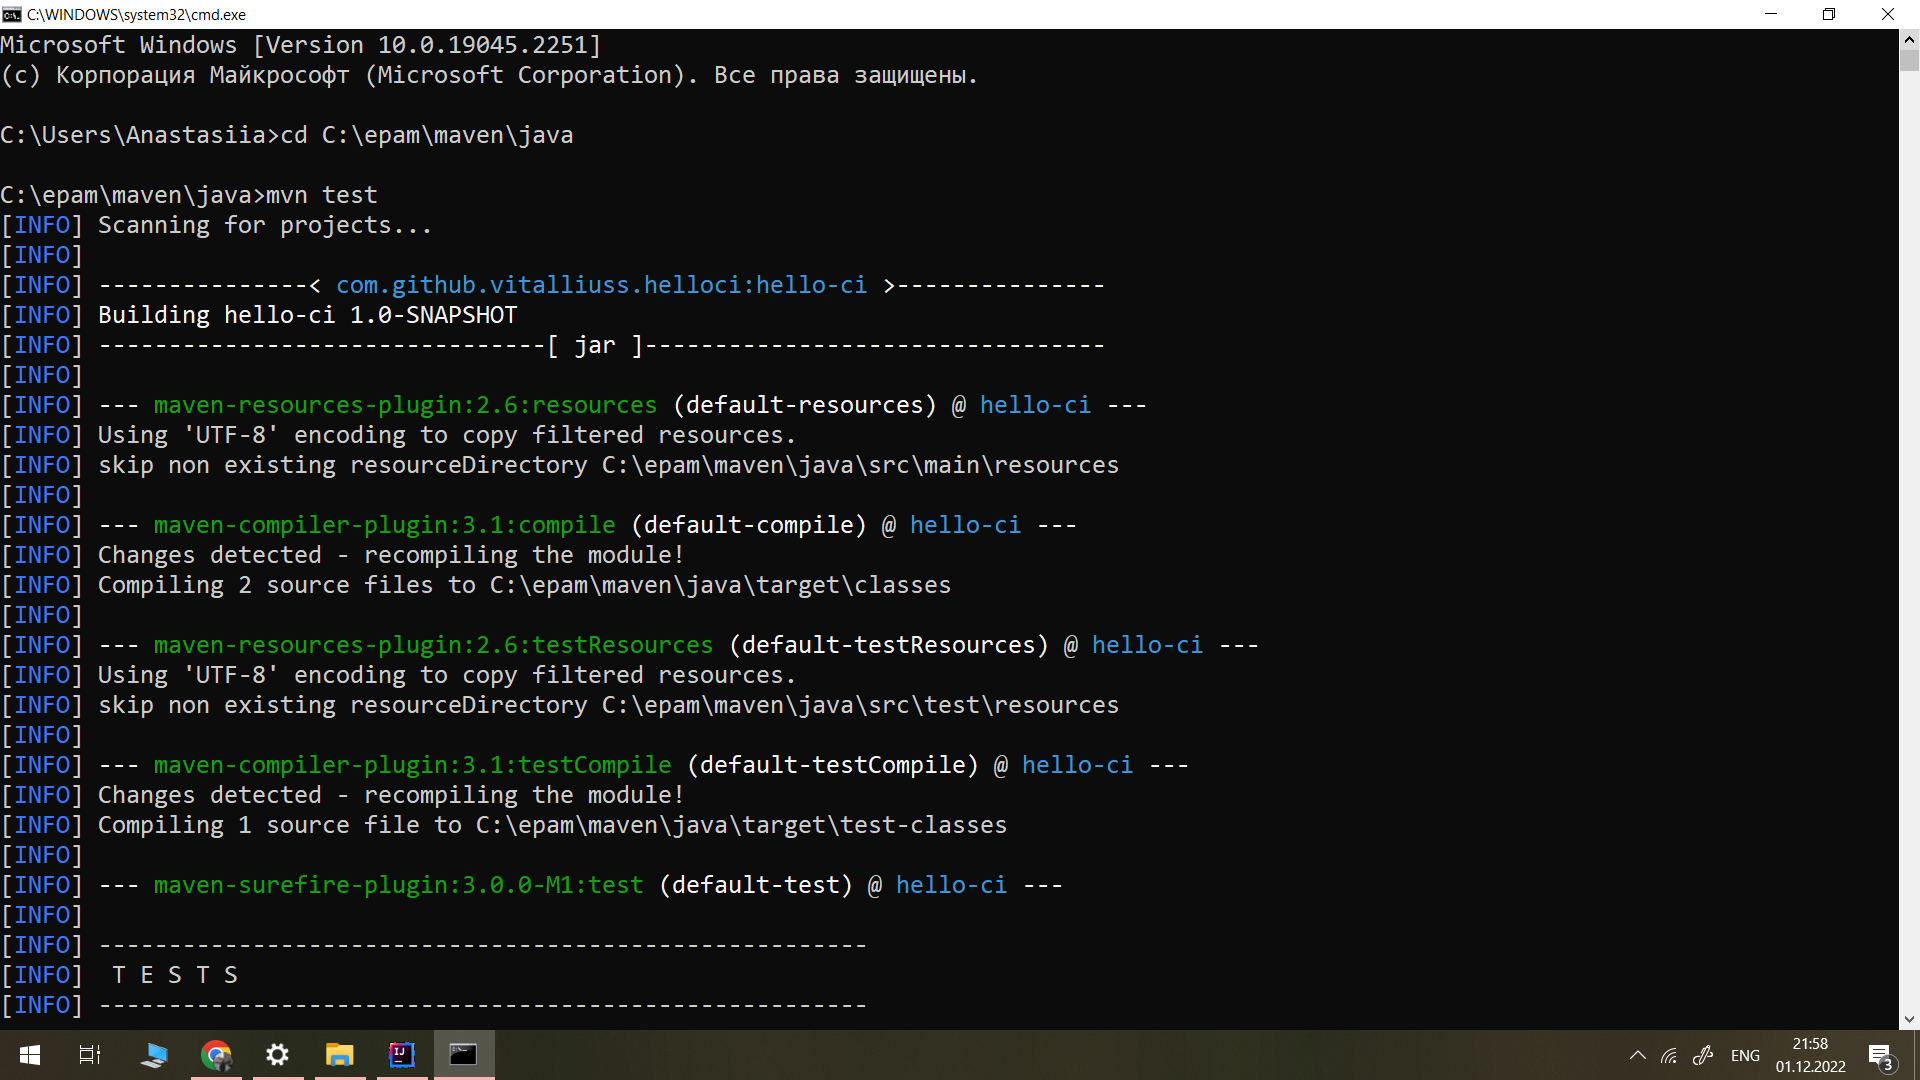 C:\WINDOWS\system32\cmd.exe
Microsoft Windows [Version 10.0.19045.2251]
(c) Корпорация Майкрософт (Microsoft Corporation). Все права защищены.
C:\Users\Anastasiia>cd C:\epam\maven\java
C:\epam\maven\java>mvn test
[INFO] Scanning for projects...
[INFO]
[INFO] ---------------< com.github.vitalliuss.helloci:hello-ci >---------------
[INFO] Building hello-ci 1.0-SNAPSHOT
[INFO] --------------------------------[ jar ]---------------------------------
[INFO]
[INFO] --- maven-resources-plugin:2.6:resources (default-resources) @ hello-ci ---
[INFO] Using 'UTF-8' encoding to copy filtered resources.
[INFO] skip non existing resourceDirectory C:\epam\maven\java\src\main\resources
[INFO]
[INFO] --- maven-compiler-plugin:3.1:compile (default-compile) @ hello-ci ---
[INFO] Changes detected - recompiling the module!
[INFO] Compiling 2 source files to C:\epam\maven\java\target\classes
[INFO]
[INFO] --- maven-resources-plugin:2.6:testResources (default-testResources) @ hello-ci ---
[INFO] Using 'UTF-8' encoding to copy filtered resources.
[INFO] skip non existing resourceDirectory C:\epam\maven\java\src\test\resources
[INFO]
[INFO] --- maven-compiler-plugin:3.1:testCompile (default-testCompile) @ hello-ci ---
[INFO] Changes detected - recompiling the module!
[INFO] Compiling 1 source file to C:\epam\maven\java\target\test-classes
[INFO]
[INFO] --- maven-surefire-plugin:3.0.0-M1:test (default-test) @ hello-ci ---
[INFO]
[INFO] -------------------------------------------------------
[INFO]  T E S T S
[INFO] -------------------------------------------------------
IJ
ENG
21:58
01.12.2022
3